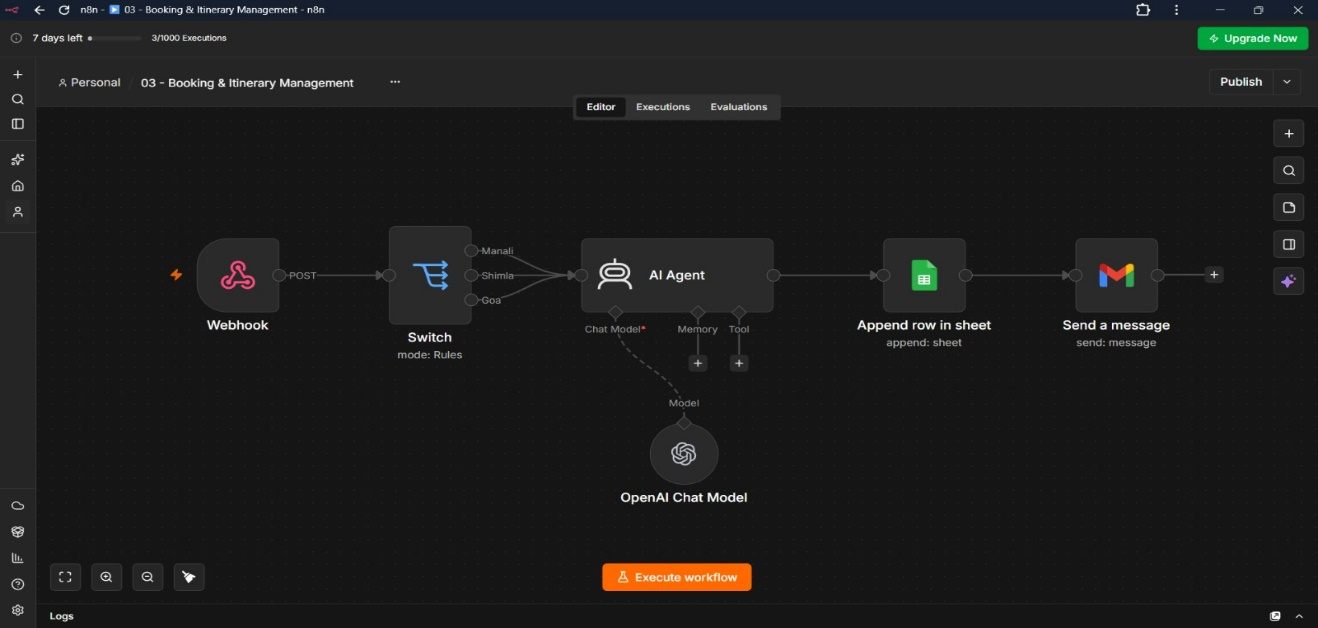 n8n - ▶ 03 - Booking & Itinerary Management - n8n
7 days left
3/1000 Executions
Upgrade Now
Personal / 03 - Booking & Itinerary Management ...
Publish
Editor Executions Evaluations
POST
Manali
Shimla
Goa
AI Agent
Webhook
Switch
mode: Rules
Chat Model*
Memory
Tool
Append row in sheet
append: sheet
Send a message
send: message
Model
OpenAI Chat Model
Execute workflow
Logs